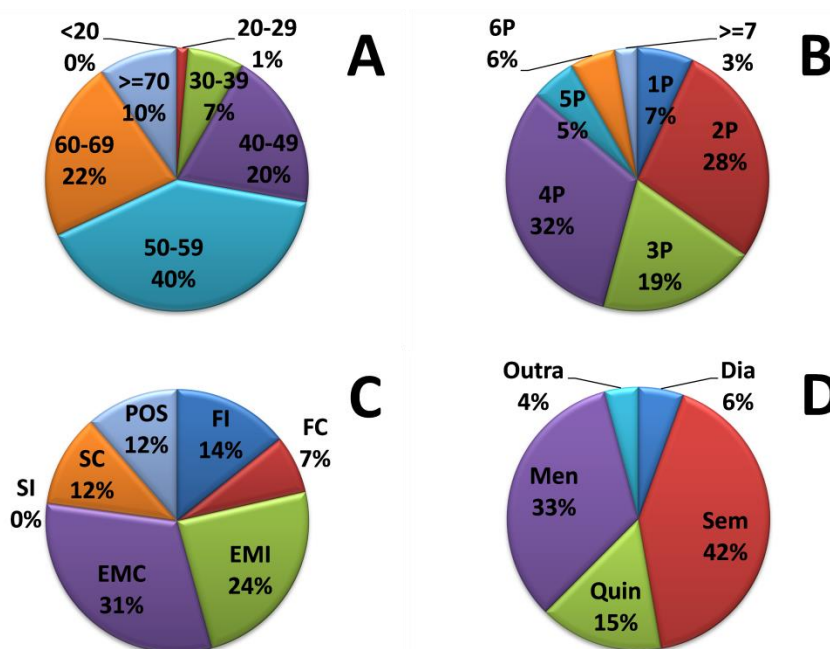 <20
0%
20-29
1%
A
>=70
10%
30-39
7%
60-69
22%
40-49
20%
50-59
40%
6P
6%
>=7
3%
B
5P
5%
1P
7%
2P
28%
4P
32%
3P
19%
C
POS
12%
FI
14%
FC
7%
SC
12%
SI
0%
EMC
31%
EMI
24%
Outra
4%
Dia
6%
D
Men
33%
Sem
42%
Quin
15%